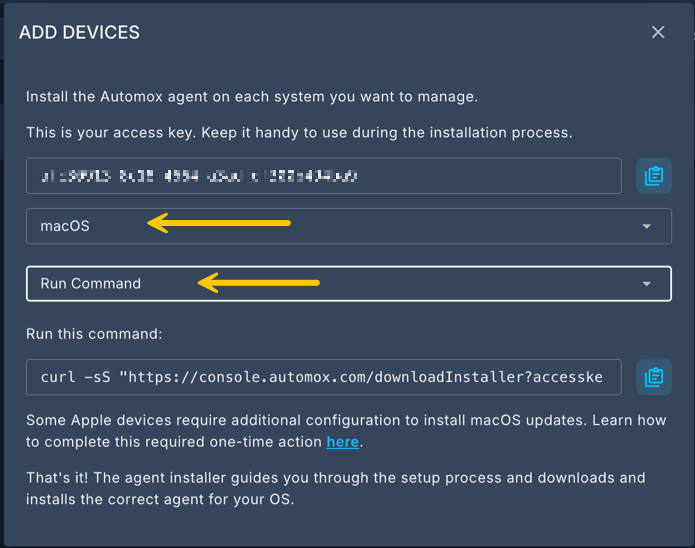 ADD DEVICES
Install the Automox agent on each system you want to manage.
This is your access key. Keep it handy to use during the installation process.
macOS
Run Command
Run this command:
curl -sS "https://console.automox.com/downloadInstaller?accesske
Some Apple devices require additional configuration to install macOS updates. Learn how
to complete this required one-time action here.
That's it! The agent installer guides you through the setup process and downloads and
installs the correct agent for your OS.